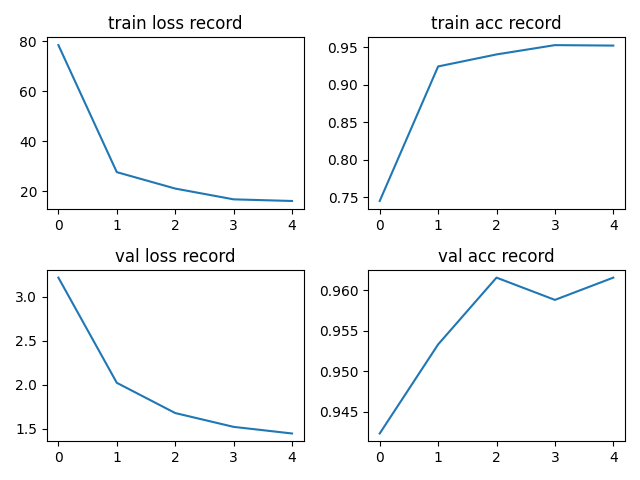 train loss record
train acc record
80
60
40
20
0 1 2 3 4
0.95
0.90
0.85
0.80
0.75
0 1 2 3 4
val loss record
val acc record
3.0
2.5
2.0
1.5
0 1 2 3 4
0.960
0.955
0.950
0.945
0 1 2 3 4